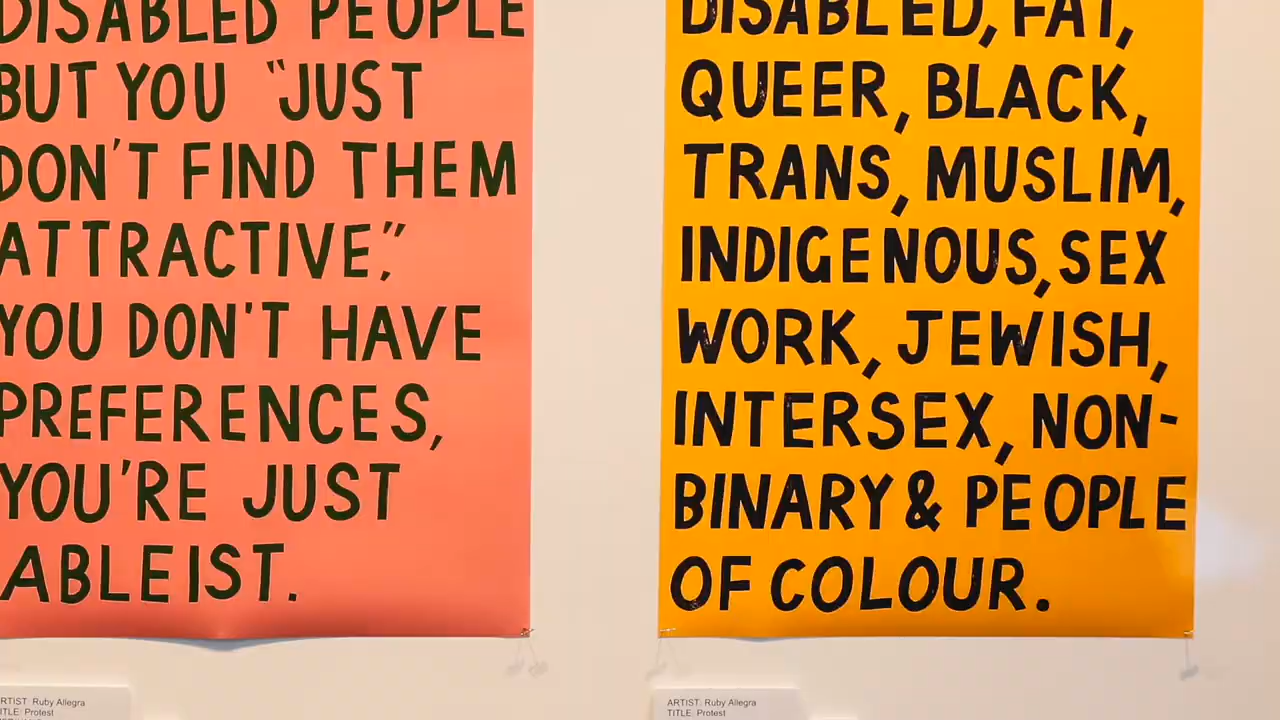 DISABLED PEOPLE
BUT YOU "JUST
DON'T FIND THEM
ATTRACTIVE,"
YOU DON'T HAVE
PREFERENCES,
YOU'RE JUST
ABLEIST.
DISABLED, FAT,
QUEER, BLACK,
TRANS, MUSLIM,
INDIGENOUS, SEX
WORK, JEWISH,
INTERSEX, NON-
BINARY & PEOPLE
OF COLOUR.
RTIST: Ruby Allegra
TITLE: Protest
ARTIST: Ruby Allegra
TITLE: Protest